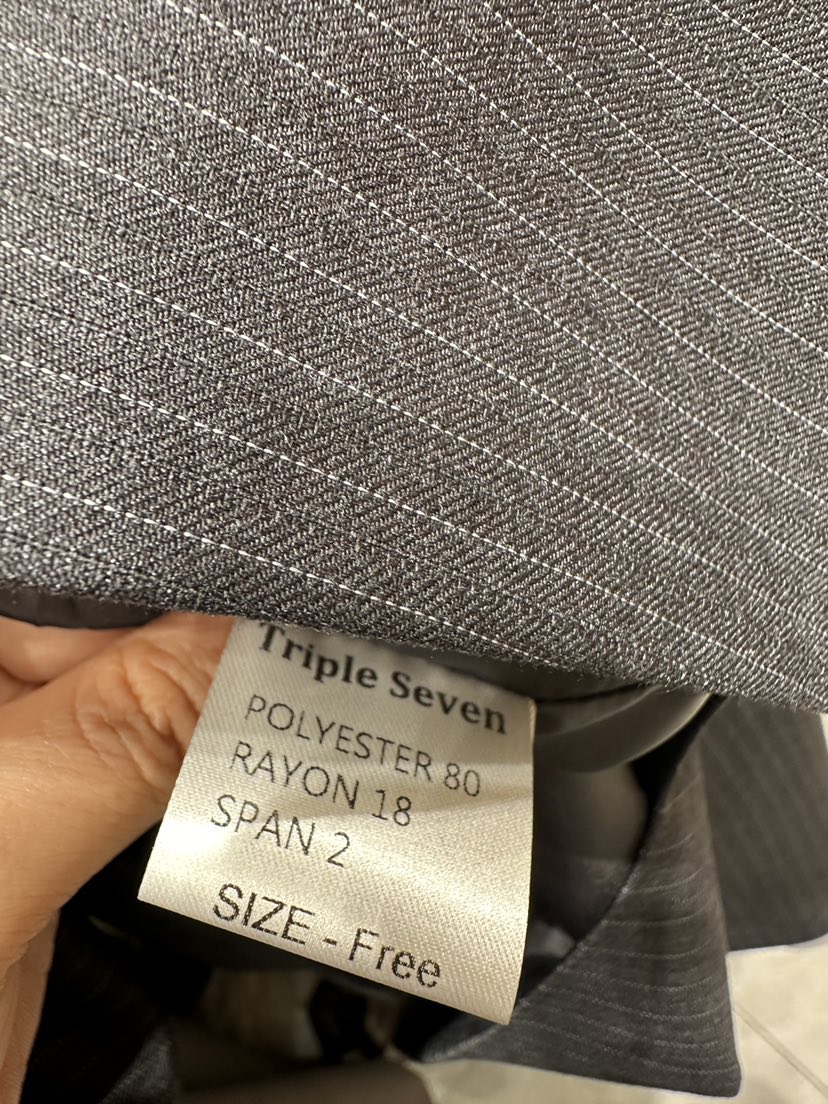 Triple Seven
POLYESTER 80
RAYON 18
SPAN 2
SIZE - Free